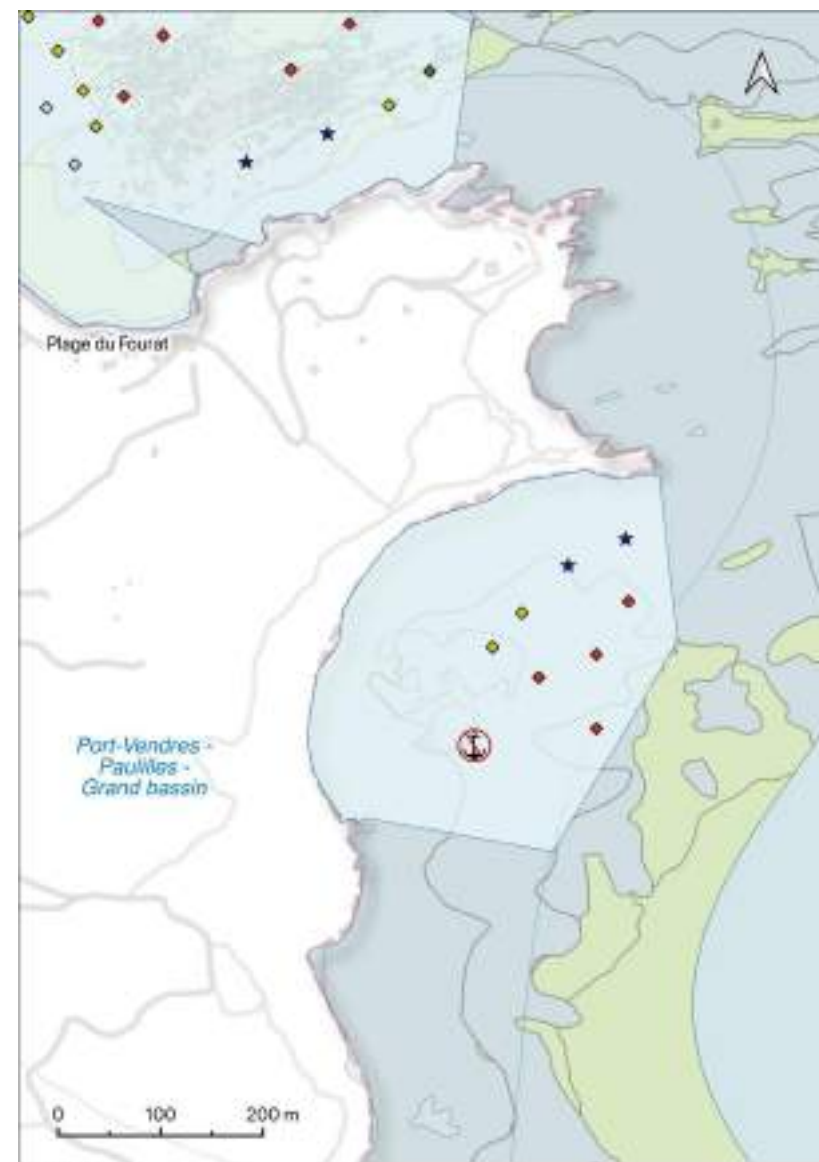 Plage du Fourat
Port-Vendres -
Paulilles -
Grand bassin
0 100 200 m